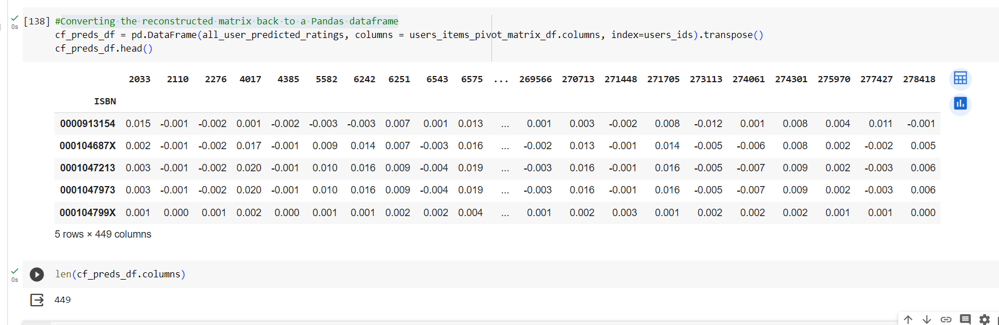 [138] #Converting the reconstructed matrix back to a Pandas dataframe
0s
cf_preds_df = pd.DataFrame(all_user_predicted_ratings, columns = users_items_pivot_matrix_df.columns, index=users_ids).transpose()
cf_preds_df.head()
2033 2110 2276 4017 4385 5582 6242 6251 6543 6575 ... 269566 270713 271448 271705 273113 274061 274301 275970 277427 278418
ISBN
0000913154 0.015 -0.001 -0.002 0.001 -0.002 -0.003 -0.003 0.007 0.001 0.013 ... 0.001 0.003 -0.002 0.008 -0.012 0.001 0.008 0.004 0.011 -0.001
000104687X 0.002 -0.001 -0.002 0.017 -0.001 0.009 0.014 0.007 -0.003 0.016 ... -0.002 0.013 -0.001 0.014 -0.005 -0.006 0.008 0.002 -0.002 0.005
0001047213 0.003 -0.001 -0.002 0.020 -0.001 0.010 0.016 0.009 -0.004 0.019 ... -0.003 0.016 -0.001 0.016 -0.005 -0.007 0.009 0.002 -0.003 0.006
0001047973 0.003 -0.001 -0.002 0.020 -0.001 0.010 0.016 0.009 -0.004 0.019 ... -0.003 0.016 -0.001 0.016 -0.005 -0.007 0.009 0.002 -0.003 0.006
000104799X 0.001 0.000 0.001 0.002 0.000 0.001 0.001 0.002 0.002 0.004 ... 0.001 0.002 0.003 0.001 0.002 0.002 0.002 0.001 0.001 0.000
5 rows × 449 columns
len(cf_preds_df.columns)
0s
449